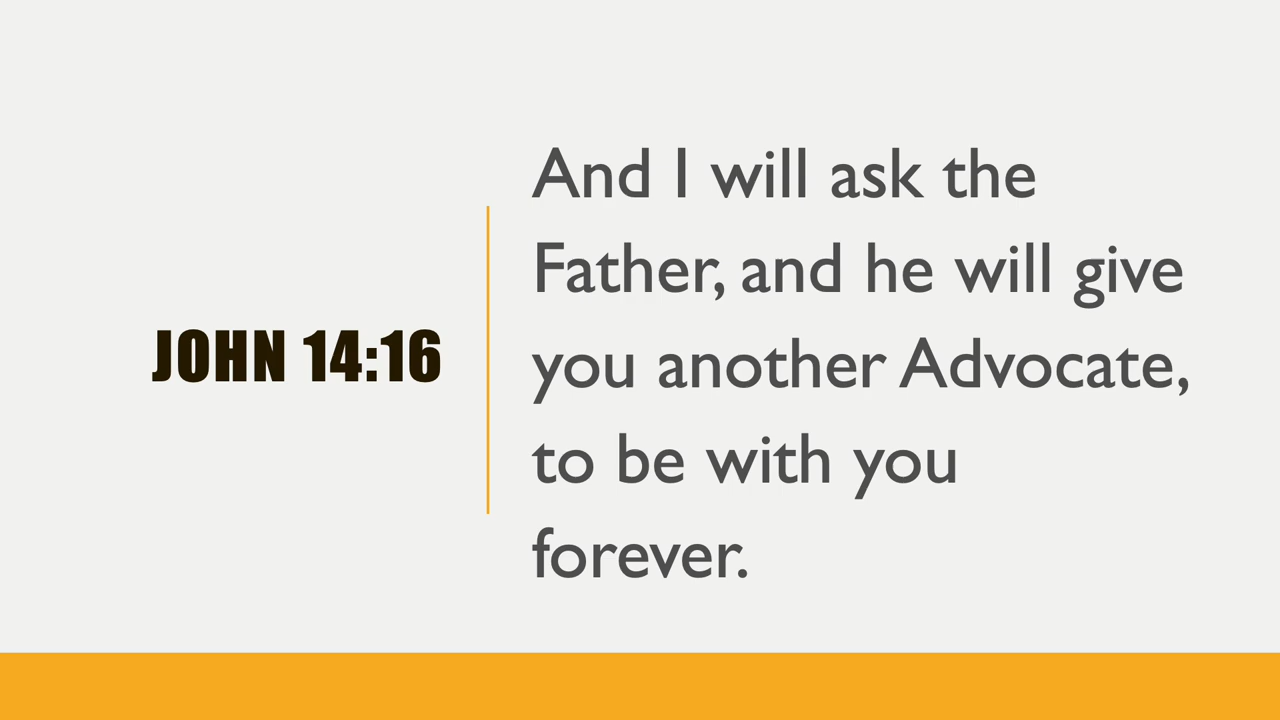 JOHN 14:16
And I will ask the
Father, and he will give
you another Advocate,
to be with you
forever.